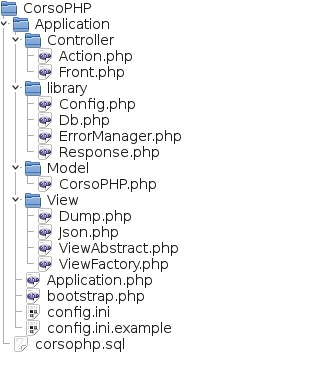 CorsoPHP
Application
Controller
Action.php
Front.php
library
Config.php
Db.php
ErrorManager.php
Response.php
Model
CorsoPHP.php
View
Dump.php
Json.php
ViewAbstract.php
ViewFactory.php
Application.php
bootstrap.php
config.ini
config.ini.example
corsophp.sql